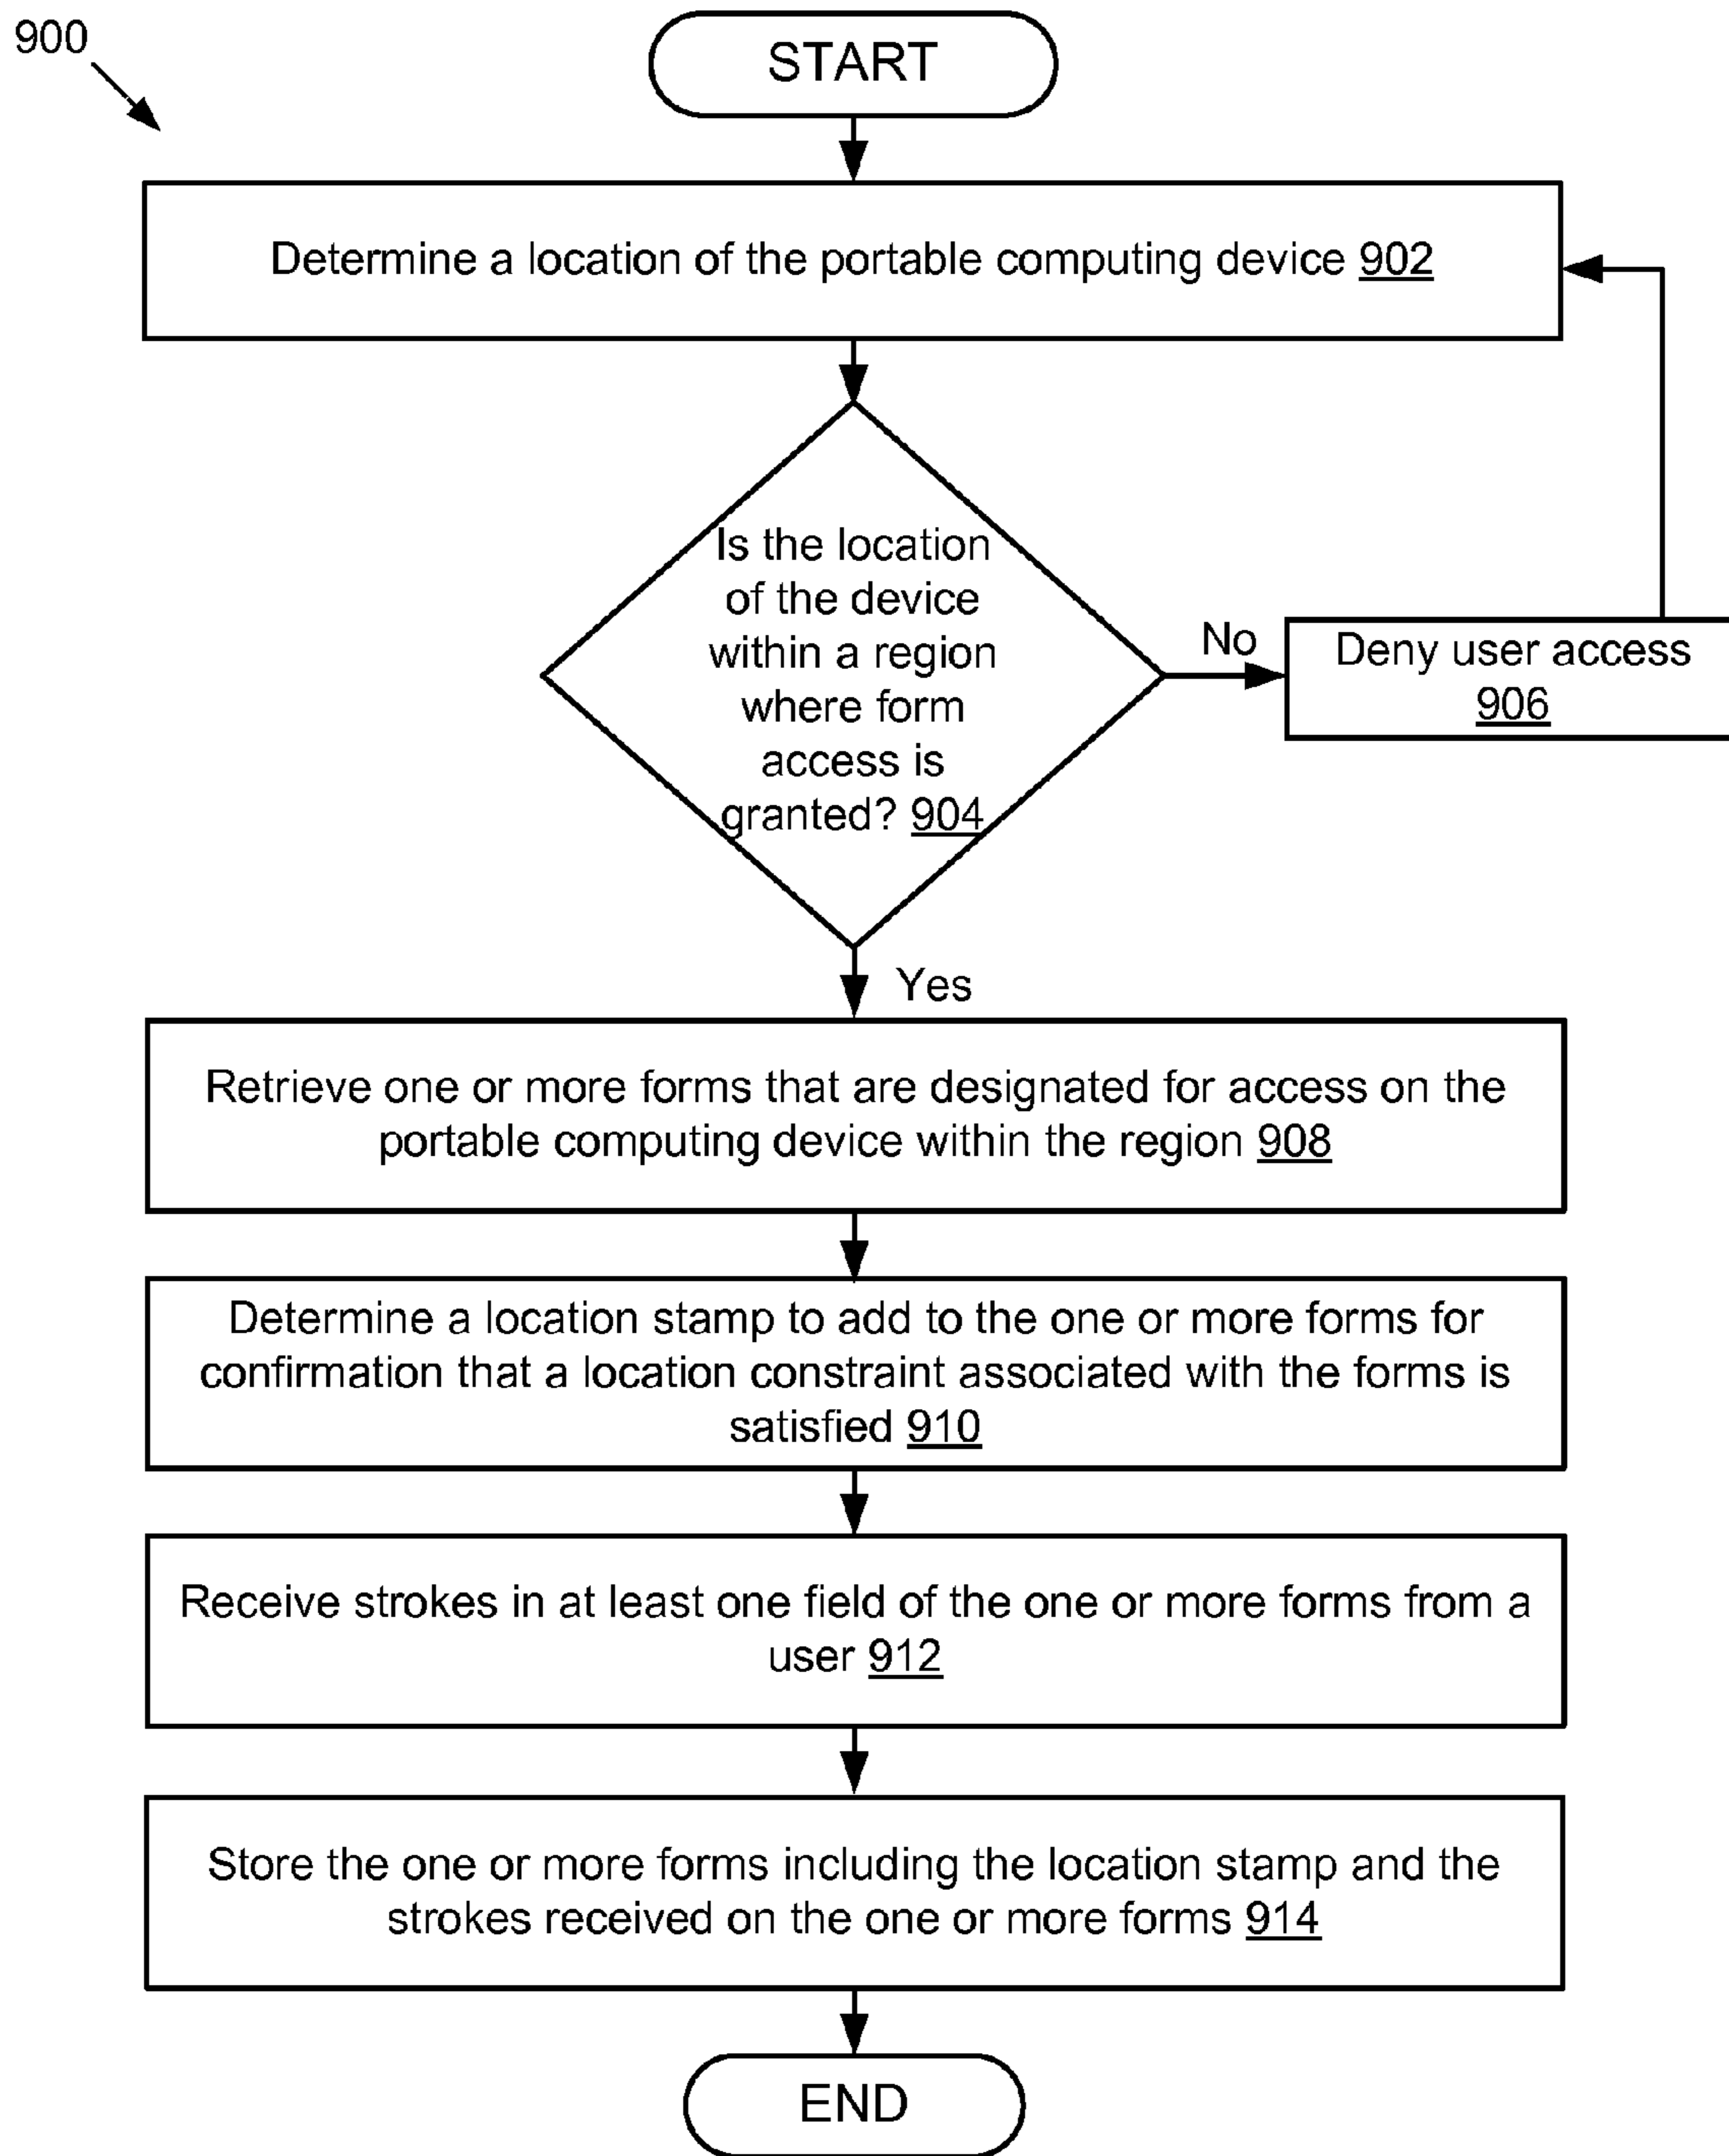 900
START
Determine a location of the portable computing device 902
Is the location
of the device
within a region
where form
access is
granted? 904
No
Deny user access
906
Yes
Retrieve one or more forms that are designated for access on the
portable computing device within the region 908
Determine a location stamp to add to the one or more forms for
confirmation that a location constraint associated with the forms is
satisfied 910
Receive strokes in at least one field of the one or more forms from a
user 912
Store the one or more forms including the location stamp and the
strokes received on the one or more forms 914
END